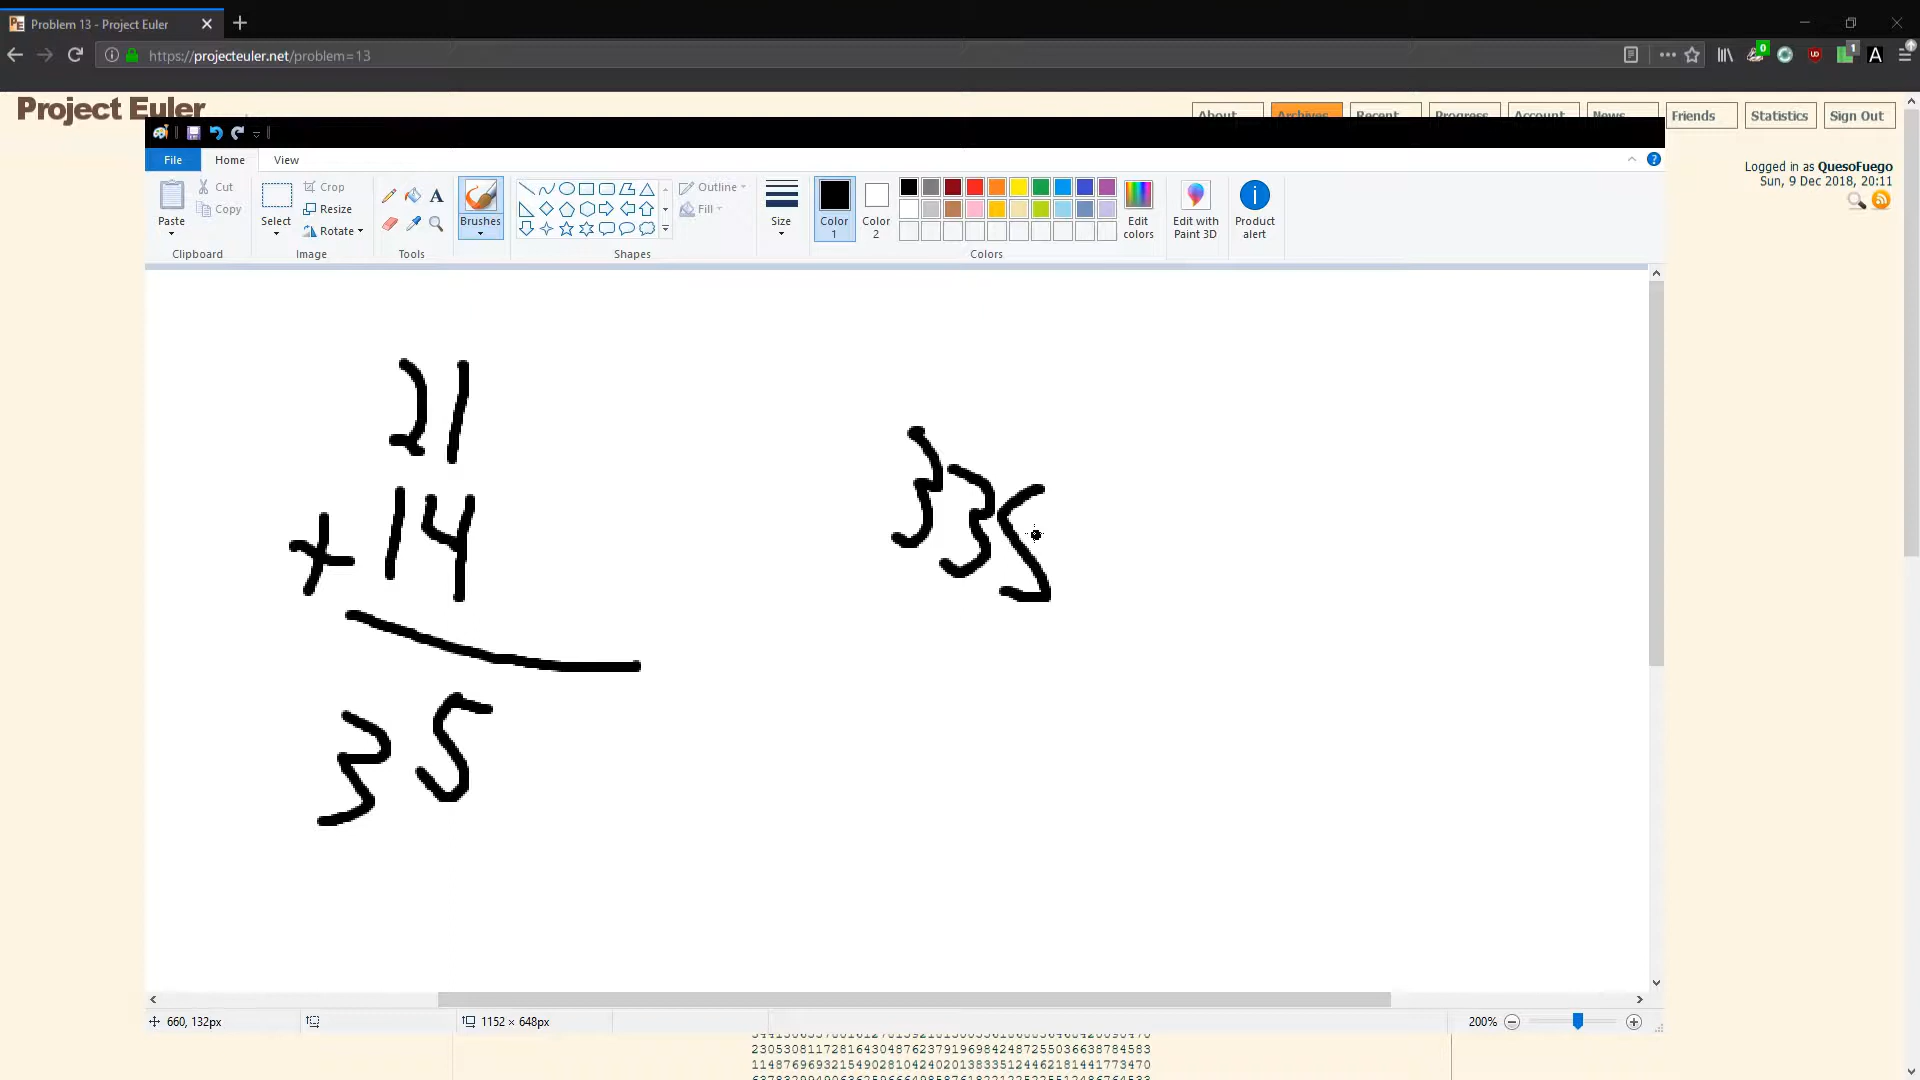 Problem 13 - Project Euler
https://projecteuler.net/problem=13
0
1
A
Project Euler
About
Archives
Recent
Progress
Account
News
Friends
Statistics
Sign Out
Logged in as QuesoFuego
Sun, 9 Dec 2018, 20:11
File
Home
View
Paste
Cut
Copy
Clipboard
Select
Crop
Resize
Rotate
Image
A
Tools
Brushes
Shapes
Outline
Fill
Size
Color 1
Color 2
Colors
Edit colors
Edit with Paint 3D
Product alert
21
+ 14
35
335
660, 132px
1152 × 648px
200%
23053081172816430487623791969842487255036638784583
11487696932154902810424020138335124462181441773470